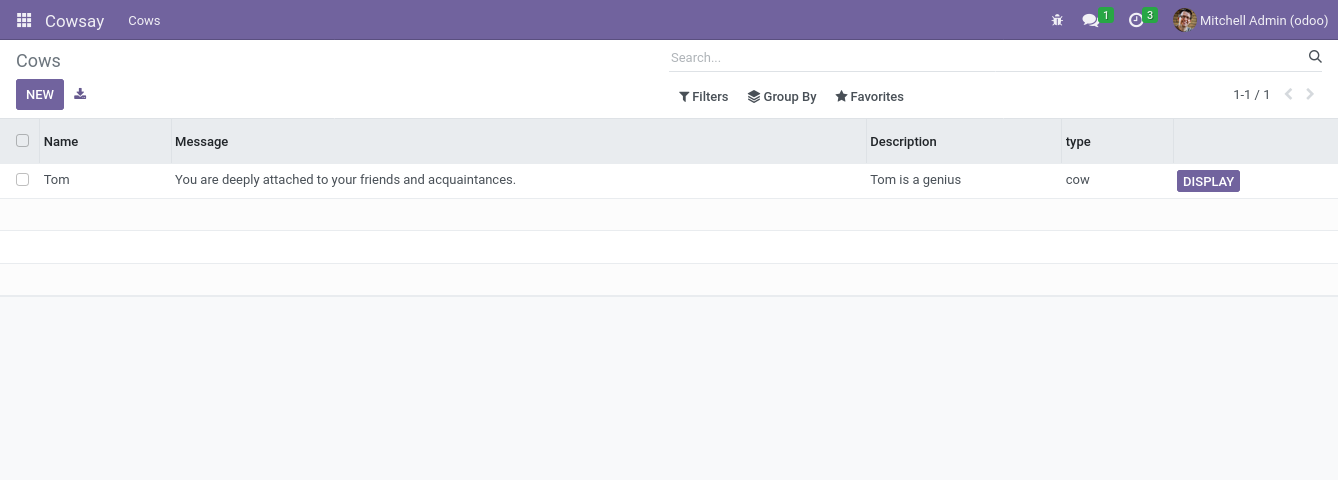 Cowsay Cows 1 3 Mitchell Admin (odoo)
Cows Search...
NEW Filters Group By Favorites 1-1 / 1
Name Message Description type
Tom You are deeply attached to your friends and acquaintances. Tom is a genius cow DISPLAY